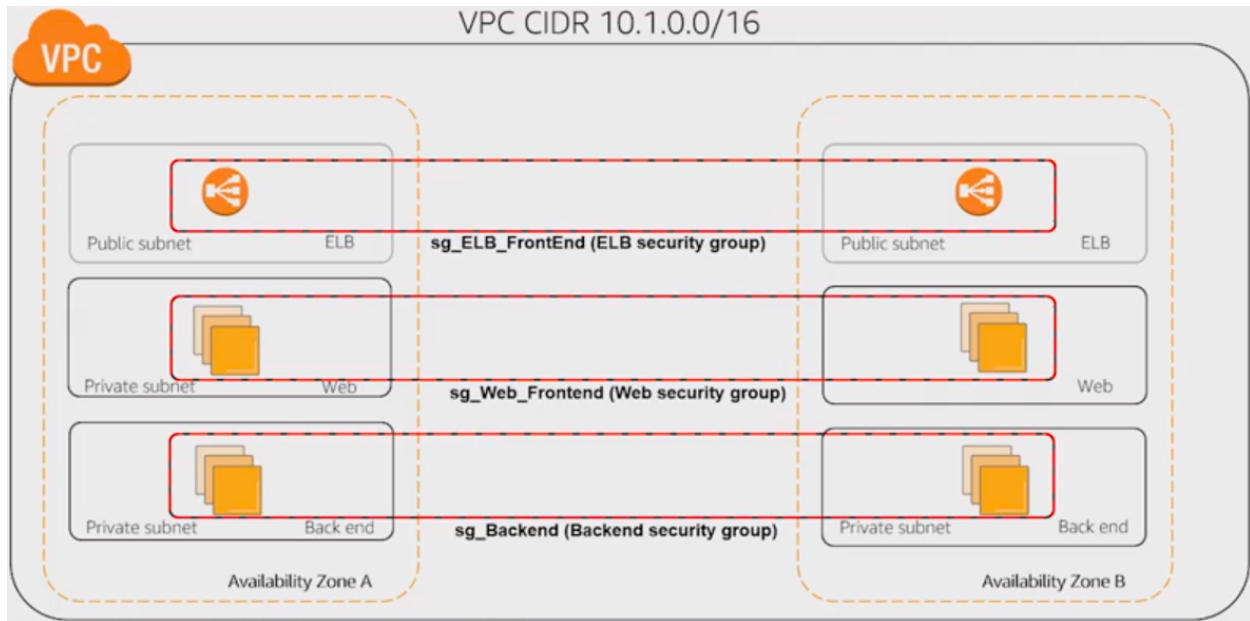 VPC CIDR 10.1.0.0/16
VPC
Public subnet ELB
sg_ELB_FrontEnd (ELB security group)
Public subnet ELB
Private subnet Web
sg_Web_Frontend (Web security group)
Web
Private subnet Back end
sg_Backend (Backend security group)
Private subnet Back end
Availability Zone A
Availability Zone B